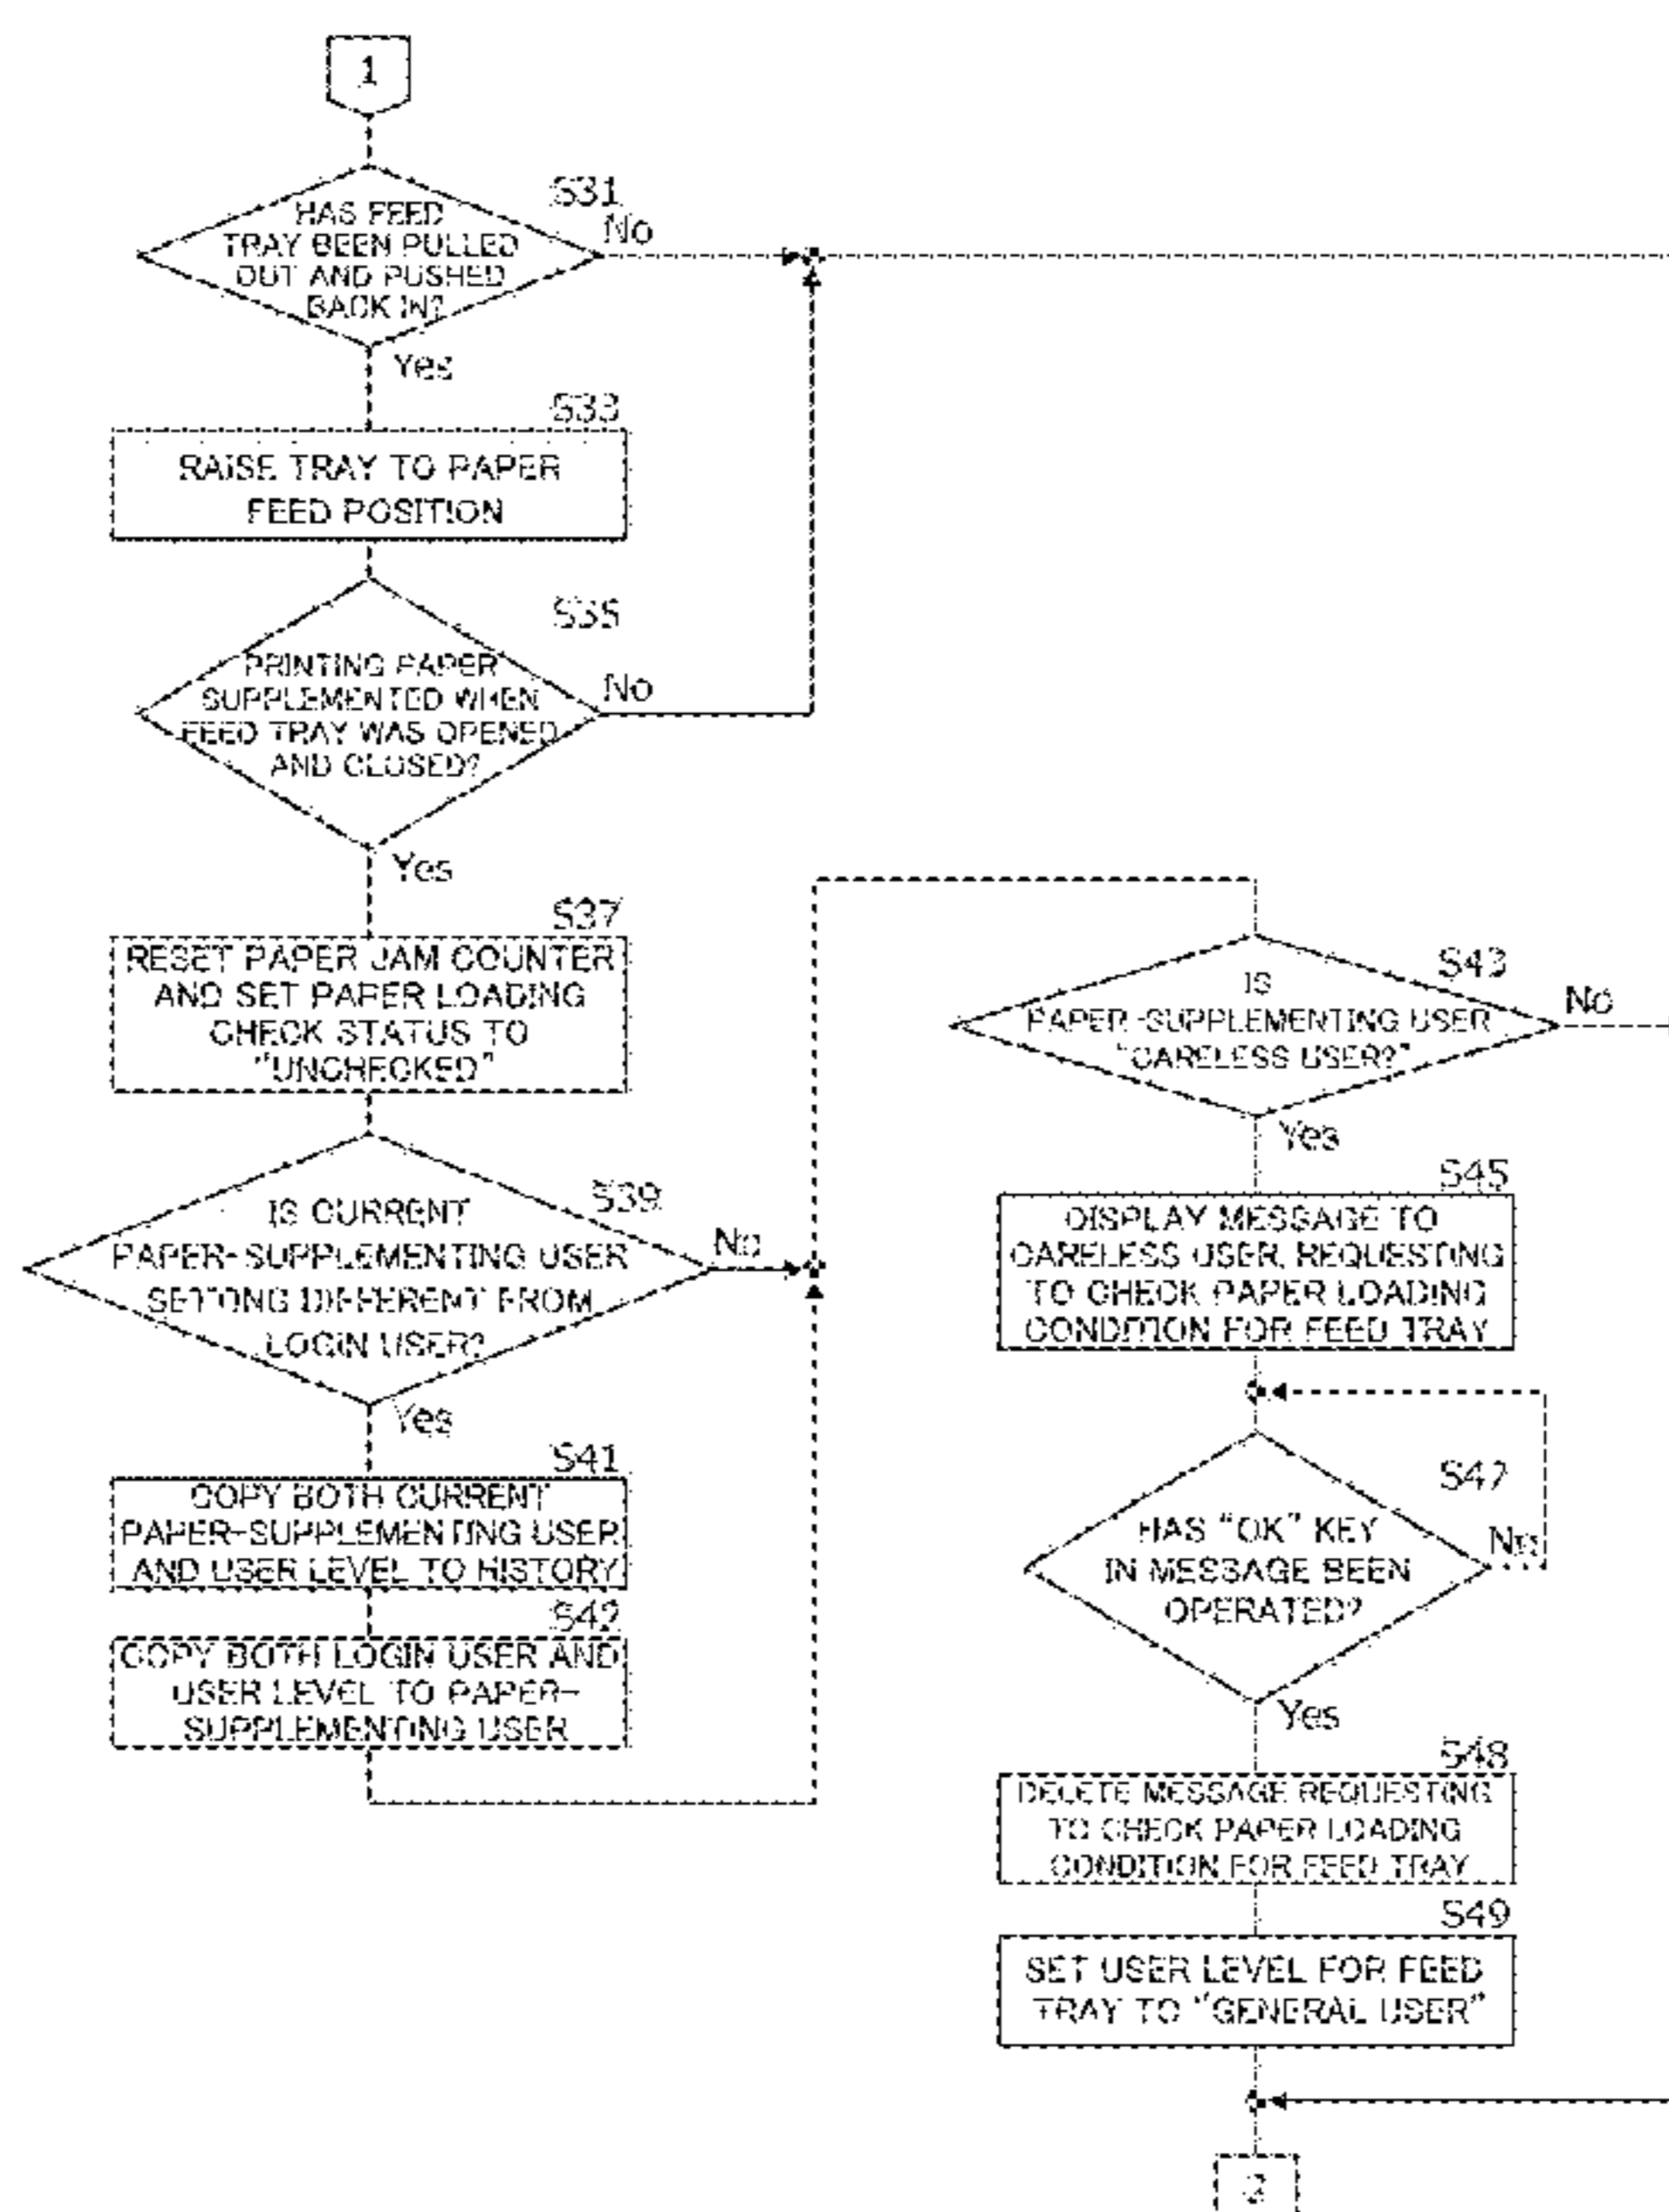 1
S31
HAS FEED
TRAY BEEN PULLED
OUT AND PUSHED
BACK IN?
No
Yes
S33
RAISE TRAY TO PAPER
FEED POSITION
S35
PRINTING PAPER
SUPPLEMENTED WHEN
FEED TRAY WAS OPENED
AND CLOSED?
No
Yes
S37
RESET PAPER JAM COUNTER
AND SET PAPER LOADING
CHECK STATUS TO
"UNCHECKED"
S39
IS CURRENT
PAPER-SUPPLEMENTING USER
SETTING DIFFERENT FROM
LOGIN USER?
No
Yes
S41
COPY BOTH CURRENT
PAPER-SUPPLEMENTING USER
AND USER LEVEL TO HISTORY
S42
COPY BOTH LOGIN USER AND
USER LEVEL TO PAPER-
SUPPLEMENTING USER
S43
IS
PAPER-SUPPLEMENTING USER
"CARELESS USER?"
No
Yes
S45
DISPLAY MESSAGE TO
CARELESS USER, REQUESTING
TO CHECK PAPER LOADING
CONDITION FOR FEED TRAY
S47
HAS "OK" KEY
IN MESSAGE BEEN
OPERATED?
No
Yes
S48
DELETE MESSAGE REQUESTING
TO CHECK PAPER LOADING
CONDITION FOR FEED TRAY
S49
SET USER LEVEL FOR FEED
TRAY TO "GENERAL USER"
2